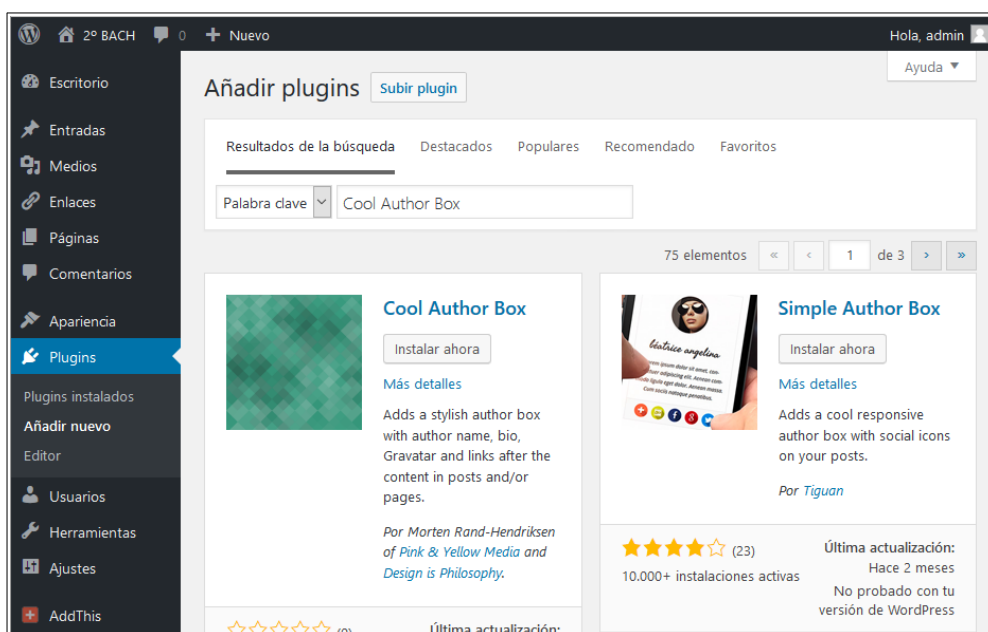 2º BACH 0 + Nuevo Hola, admin
Ayuda ▼
Escritorio
Entradas
Medios
Enlaces
Páginas
Comentarios
Apariencia
Plugins
Plugins instalados
Añadir nuevo
Editor
Usuarios
Herramientas
Ajustes
AddThis
Añadir plugins Subir plugin
Resultados de la búsqueda Destacados Populares Recomendado Favoritos
Palabra clave Cool Author Box
75 elementos « ‹ 1 de 3 › »
Cool Author Box
Instalar ahora
Más detalles
Adds a stylish author box
with author name, bio,
Gravatar and links after the
content in posts and/or
pages.
Por Morten Rand-Hendriksen
of Pink & Yellow Media and
Design is Philosophy.
(0)
Última actualización:
béatrice angelina
Simple Author Box
Instalar ahora
Más detalles
Adds a cool responsive
author box with social icons
on your posts.
Por Tiguan
(23)
10.000+ instalaciones activas
Última actualización:
Hace 2 meses
No probado con tu
versión de WordPress